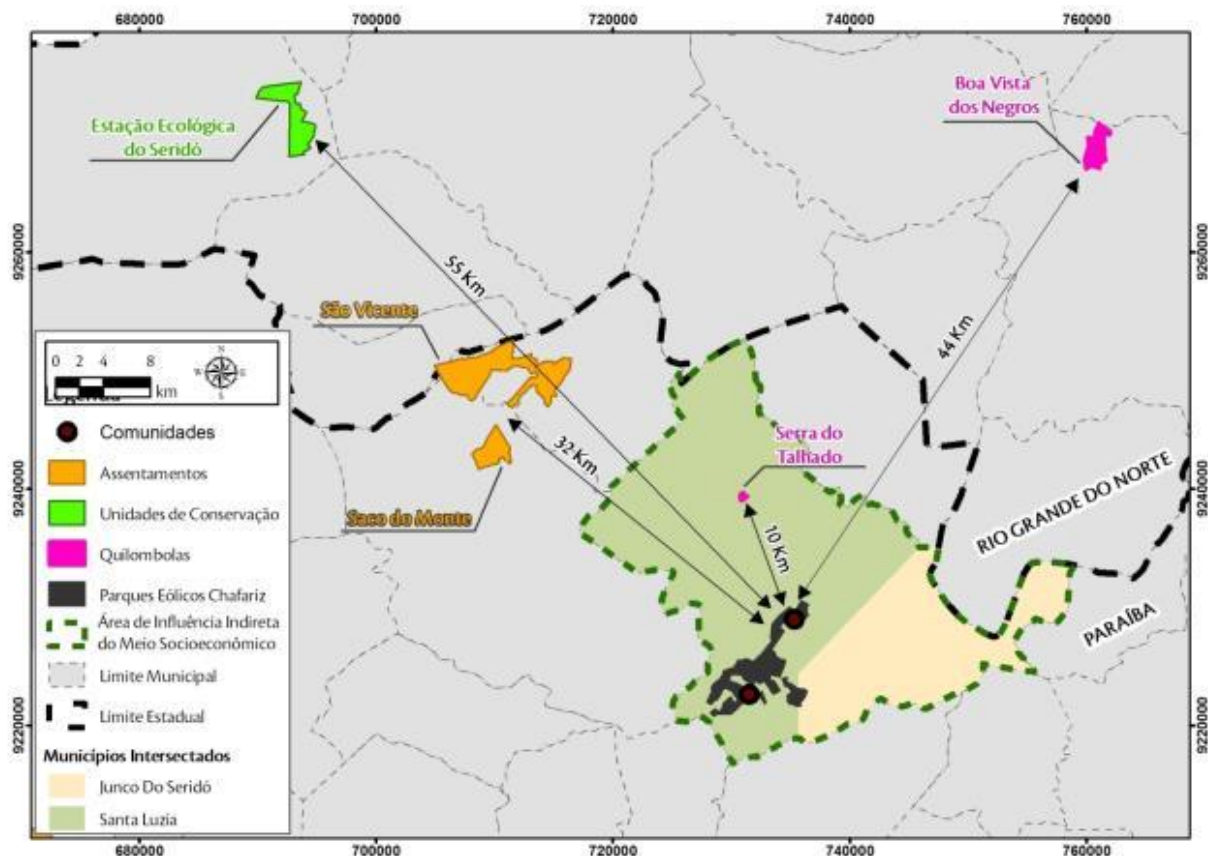 680000
700000
720000
740000
760000
Estação Ecológica
do Seridó
Boa Vista
dos Negros
9260000
9260000
55 Km
44 Km
São Vicente
32 Km
Saco do Monte
Serra do
Talhado
10 Km
9240000
9240000
RIO GRANDE DO NORTE
PARAÍBA
9220000
9220000
N
W
E
S
0 2 4 8
km
Comunidades
Assentamentos
Unidades de Conservação
Quilombolas
Parques Eólicos Chafariz
Área de Influência Indireta
do Meio Socioeconômico
Limite Municipal
Limite Estadual
Municípios Intersectados
Junco Do Seridó
Santa Luzia
680000
700000
720000
740000
760000